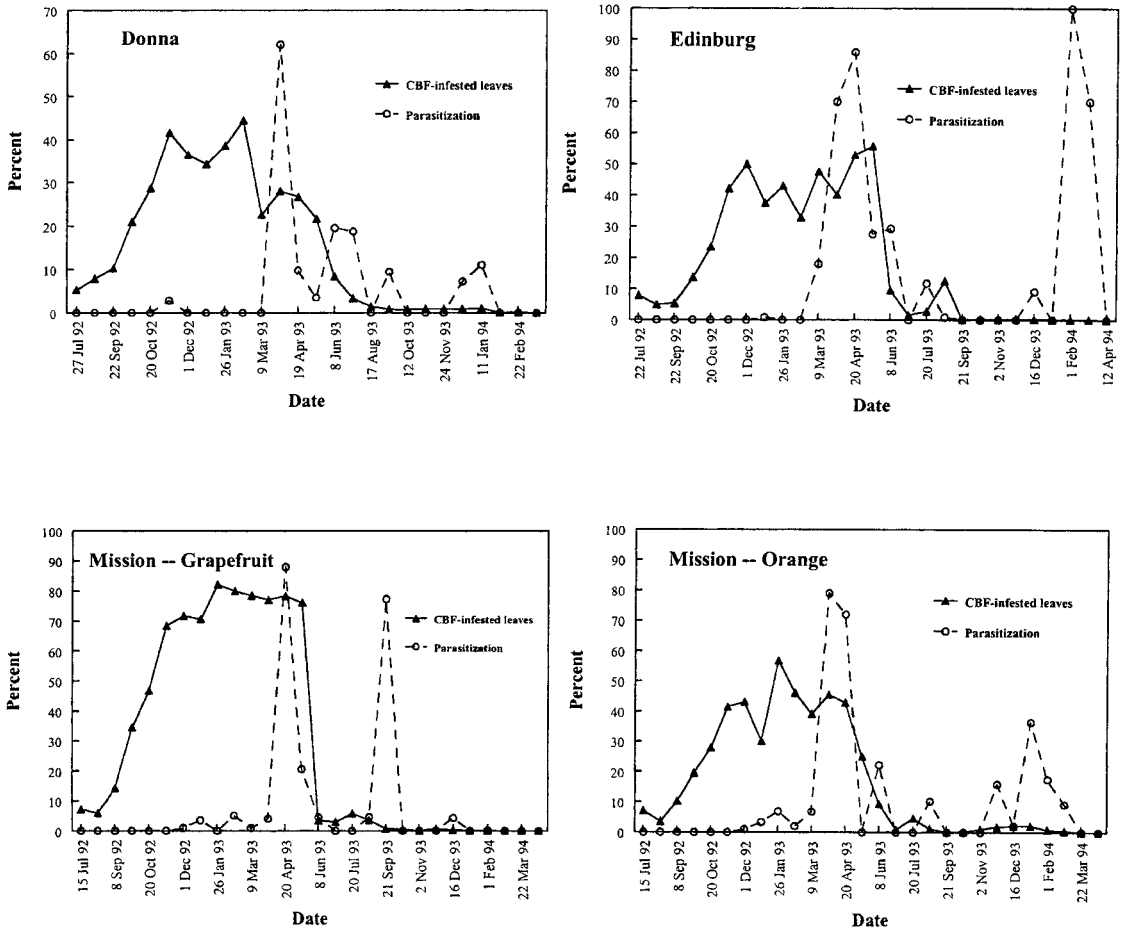 Donna
CBF-infested leaves
Parasitization
Percent
70
60
50
40
30
20
10
0
27 Jul 92
22 Sep 92
20 Oct 92
1 Dec 92
26 Jan 93
9 Mar 93
19 Apr 93
8 Jun 93
17 Aug 93
12 Oct 93
24 Nov 93
11 Jan 94
22 Feb 94
Date
Edinburg
CBF-infested leaves
Parasitization
Percent
100
90
80
70
60
50
40
30
20
10
0
22 Jul 92
22 Sep 92
20 Oct 92
1 Dec 92
26 Jan 93
9 Mar 93
20 Apr 93
8 Jun 93
20 Jul 93
21 Sep 93
2 Nov 93
16 Dec 93
1 Feb 94
12 Apr 94
Date
Mission -- Grapefruit
CBF-infested leaves
Parasitization
Percent
100
90
80
70
60
50
40
30
20
10
0
15 Jul 92
8 Sep 92
20 Oct 92
1 Dec 92
26 Jan 93
9 Mar 93
20 Apr 93
8 Jun 93
20 Jul 93
21 Sep 93
2 Nov 93
16 Dec 93
1 Feb 94
22 Mar 94
Date
Mission -- Orange
CBF-infested leaves
Parasitization
Percent
100
90
80
70
60
50
40
30
20
10
0
15 Jul 92
8 Sep 92
20 Oct 92
1 Dec 92
26 Jan 93
9 Mar 93
20 Apr 93
8 Jun 93
20 Jul 93
21 Sep 93
2 Nov 93
16 Dec 93
1 Feb 94
22 Mar 94
Date